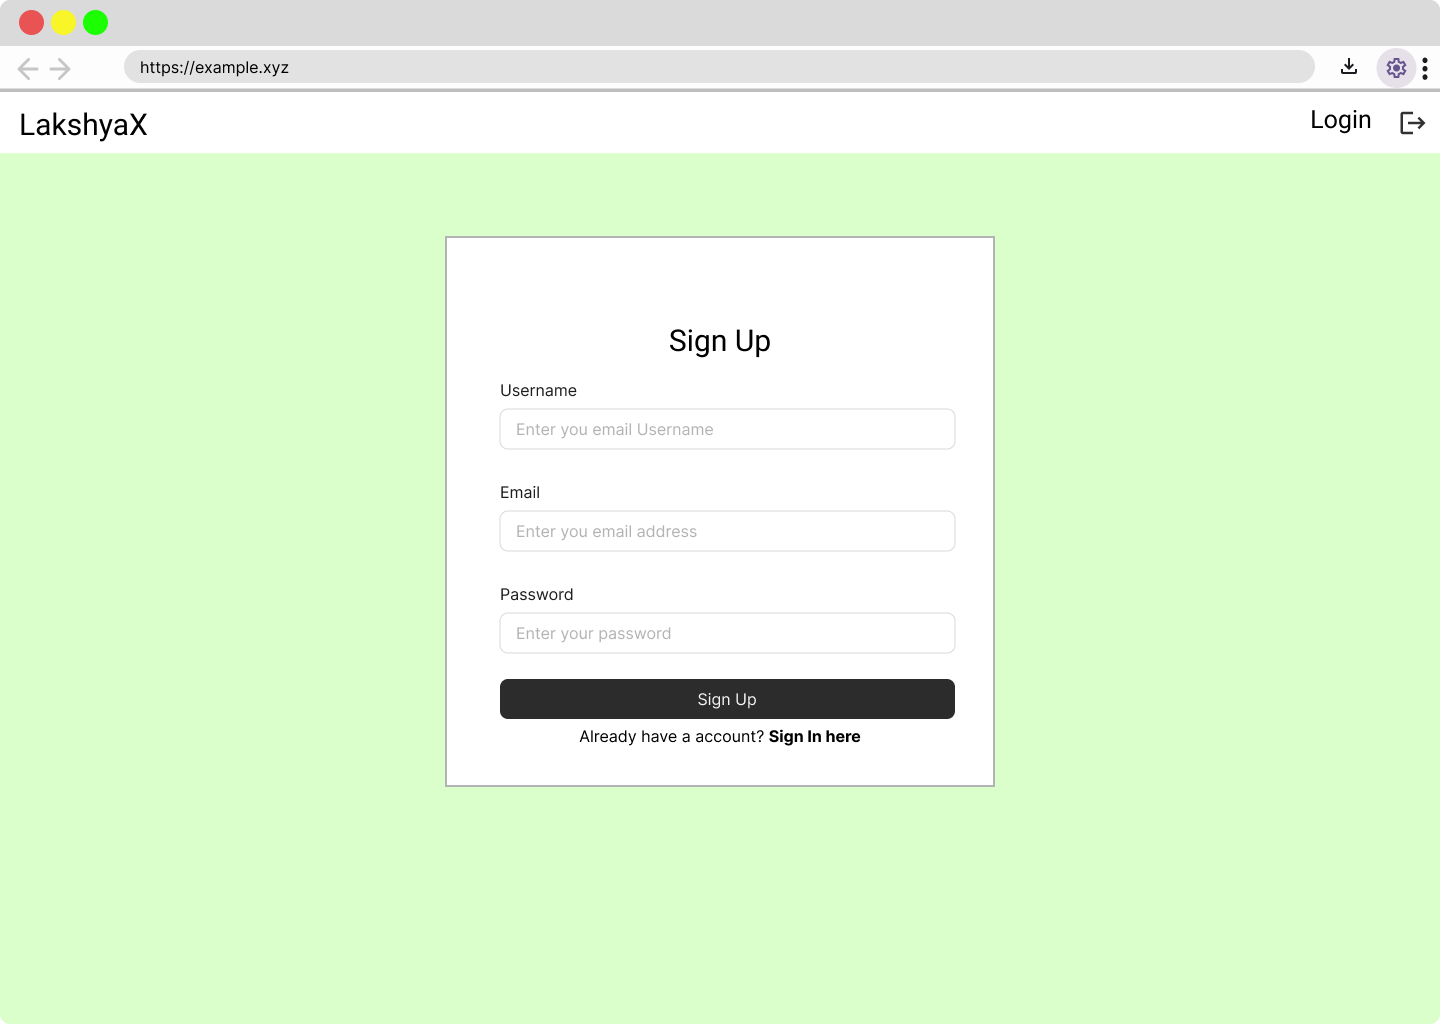 https://example.xyz
LakshyaX
Login
Sign Up
Username
Enter you email Username
Email
Enter you email address
Password
Enter your password
Sign Up
Already have a account? Sign In here